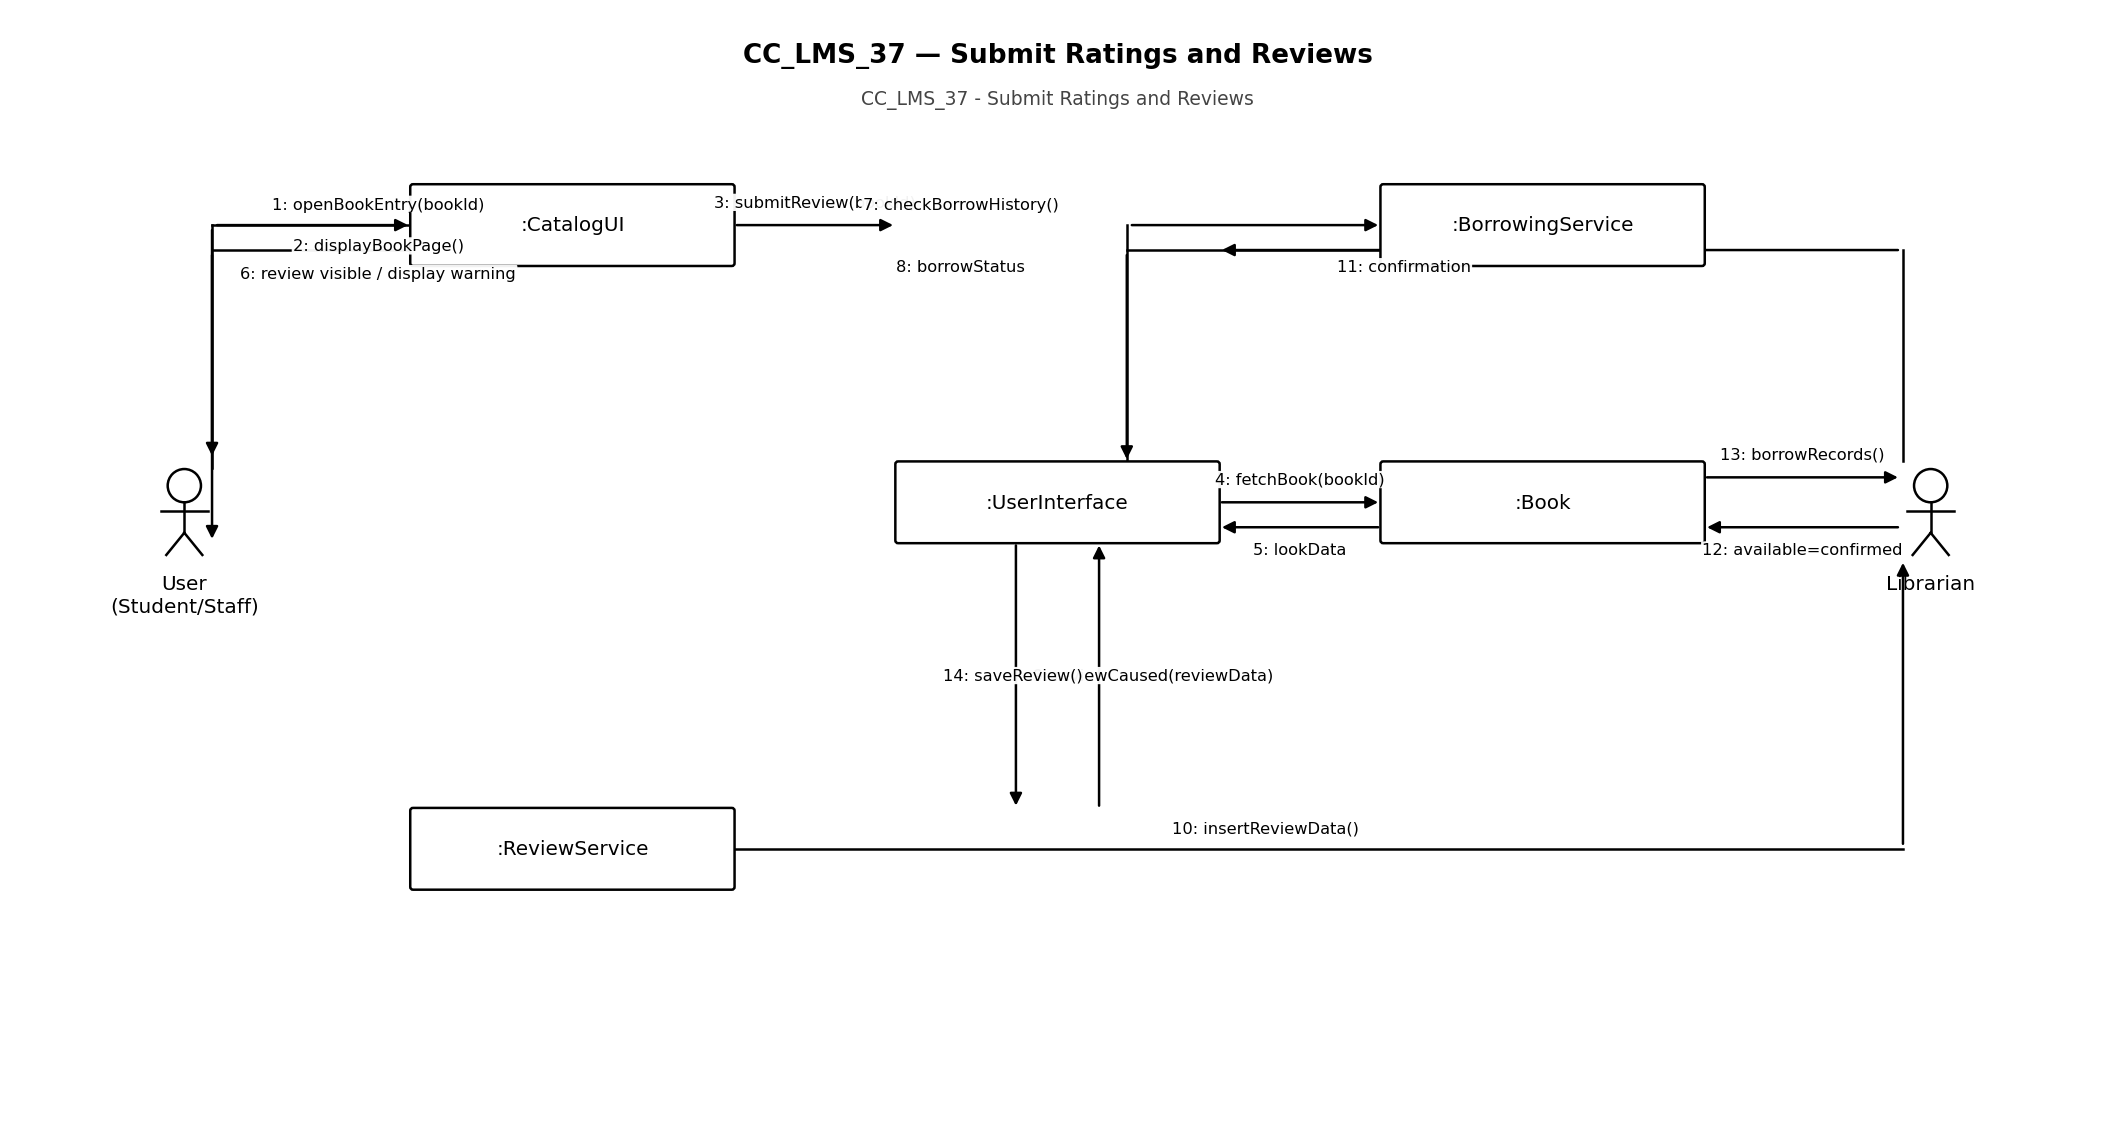 CC_LMS_37 — Submit Ratings and Reviews
CC_LMS_37 - Submit Ratings and Reviews
1: openBookEntry(bookId)
:CatalogUI
2: displayBookPage()
6: review visible / display warning
3: submitReview(
7: checkBorrowHistory()
8: borrowStatus
:BorrowingService
11: confirmation
:UserInterface
4: fetchBook(bookId)
5: lookData
:Book
13: borrowRecords()
12: available=confirmed
User
(Student/Staff)
Librarian
14: saveReview()
ewCaused(reviewData)
:ReviewService
10: insertReviewData()